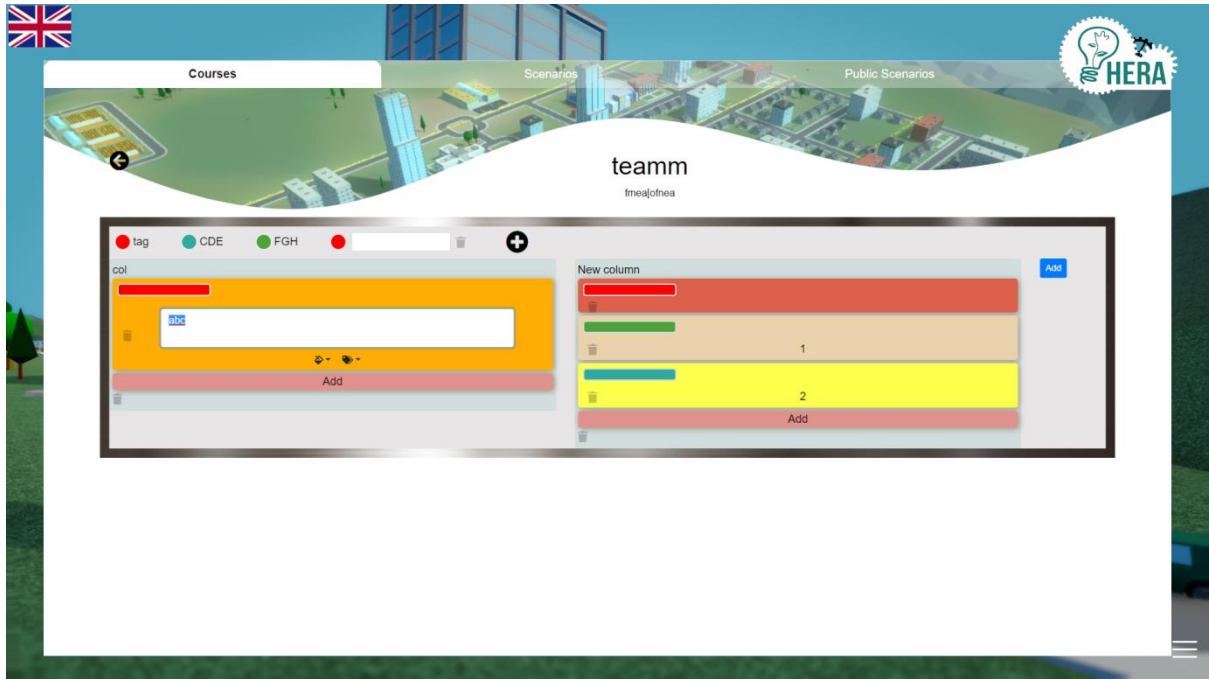 HERA
Courses Scenarios Public Scenarios
teamm
fmea[ofnea
tag CDE FGH
col
abc
Add
New column
1
2
Add
Add